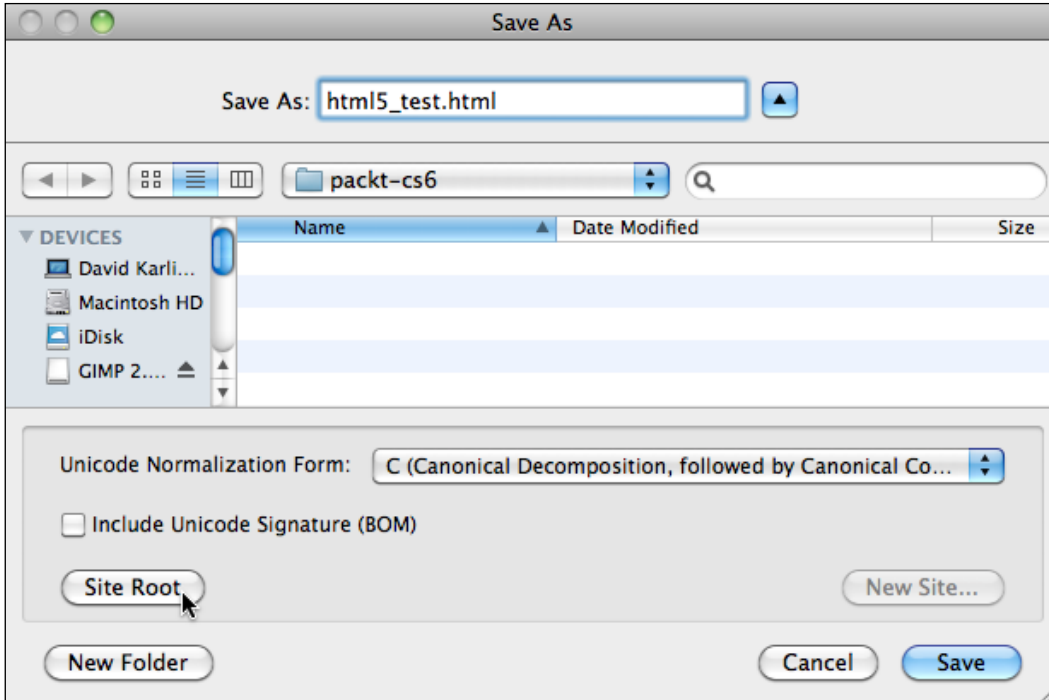 Save As
Save As: html5_test.html
packt-cs6
Name Date Modified Size
DEVICES
David Karli...
Macintosh HD
iDisk
GIMP 2....
Unicode Normalization Form: C (Canonical Decomposition, followed by Canonical Co...
Include Unicode Signature (BOM)
Site Root New Site...
New Folder Cancel Save